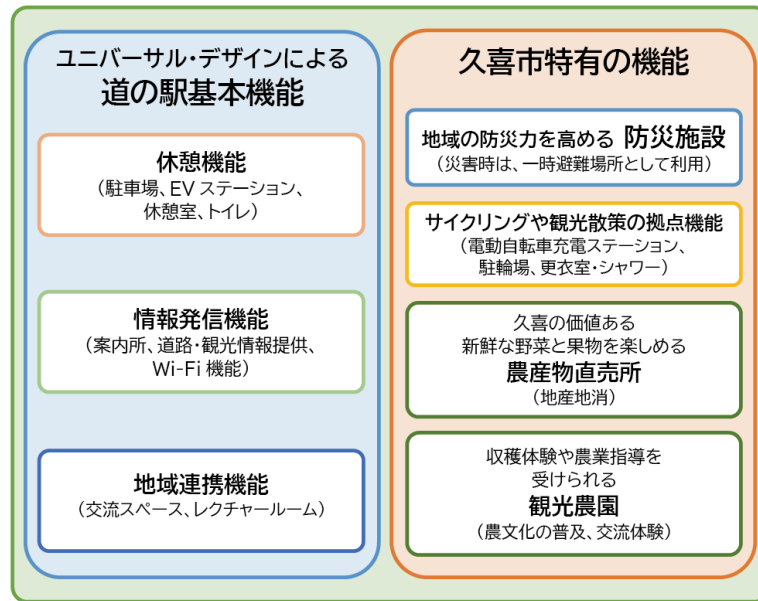 ユニバーサル・デザインによる
道の駅基本機能
休憩機能
（駐車場、EV ステーション、
休憩室、トイレ）
情報発信機能
（案内所、道路・観光情報提供、
Wi-Fi 機能）
地域連携機能
（交流スペース、レクチャールーム）
久喜市特有の機能
地域の防災力を高める 防災施設
（災害時は、一時避難場所として利用）
サイクリングや観光散策の拠点機能
（電動自転車充電ステーション、
駐輪場、更衣室・シャワー）
久喜の価値ある
新鮮な野菜と果物を楽しめる
農産物直売所
（地産地消）
収穫体験や農業指導を
受けられる
観光農園
（農文化の普及、交流体験）